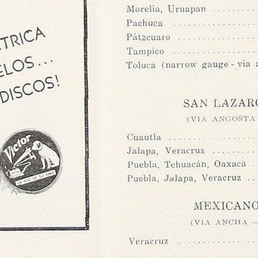 TRICA
ELOS...
DISCOS!
Victor
Morelia, Uruapan
Pachuca
Pátzcuaro
Tampico
Toluca (narrow gauge - via a
SAN LAZARO
(VIA ANGOSTA
Cuautla
Jalapa, Veracruz
Puebla, Tehuacán, Oaxaca
Puebla, Jalapa, Veracruz
MEXICANO
(VIA ANCHA —
Veracruz